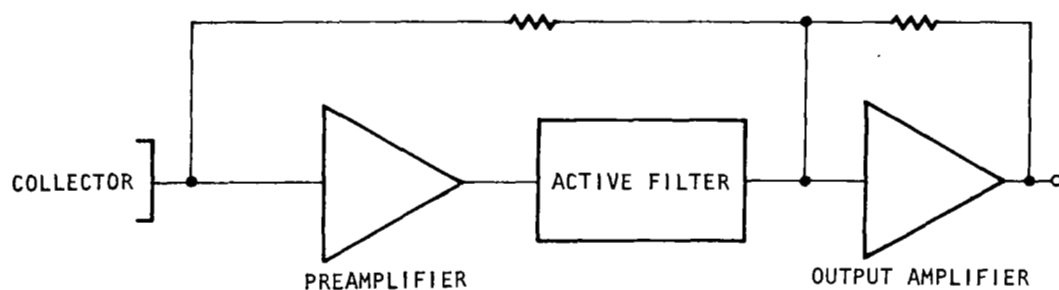 COLLECTOR
ACTIVE FILTER
PREAMPLIFIER
OUTPUT AMPLIFIER